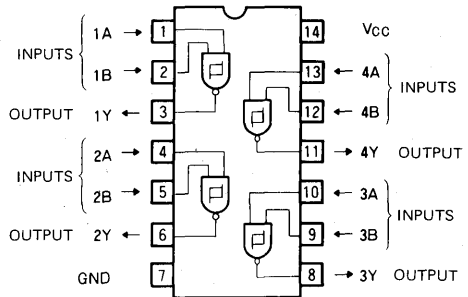 1A 1 14 VCC
INPUTS
1B 2 13 4A
INPUTS
OUTPUT 1Y 3 12 4B
2A 4 11 4Y OUTPUT
INPUTS
2B 5 10 3A
INPUTS
OUTPUT 2Y 6 9 3B
GND 7 8 3Y OUTPUT